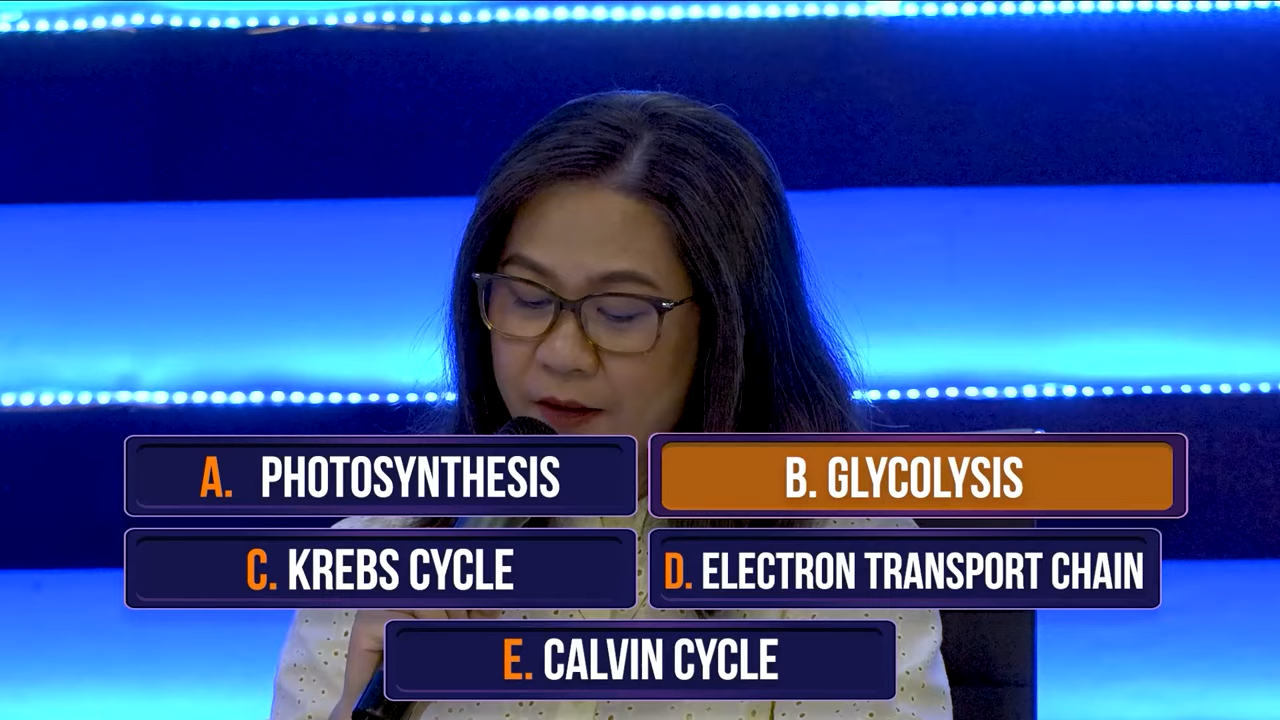 A. PHOTOSYNTHESIS
B. GLYCOLYSIS
C. KREBS CYCLE
D. ELECTRON TRANSPORT CHAIN
E. CALVIN CYCLE